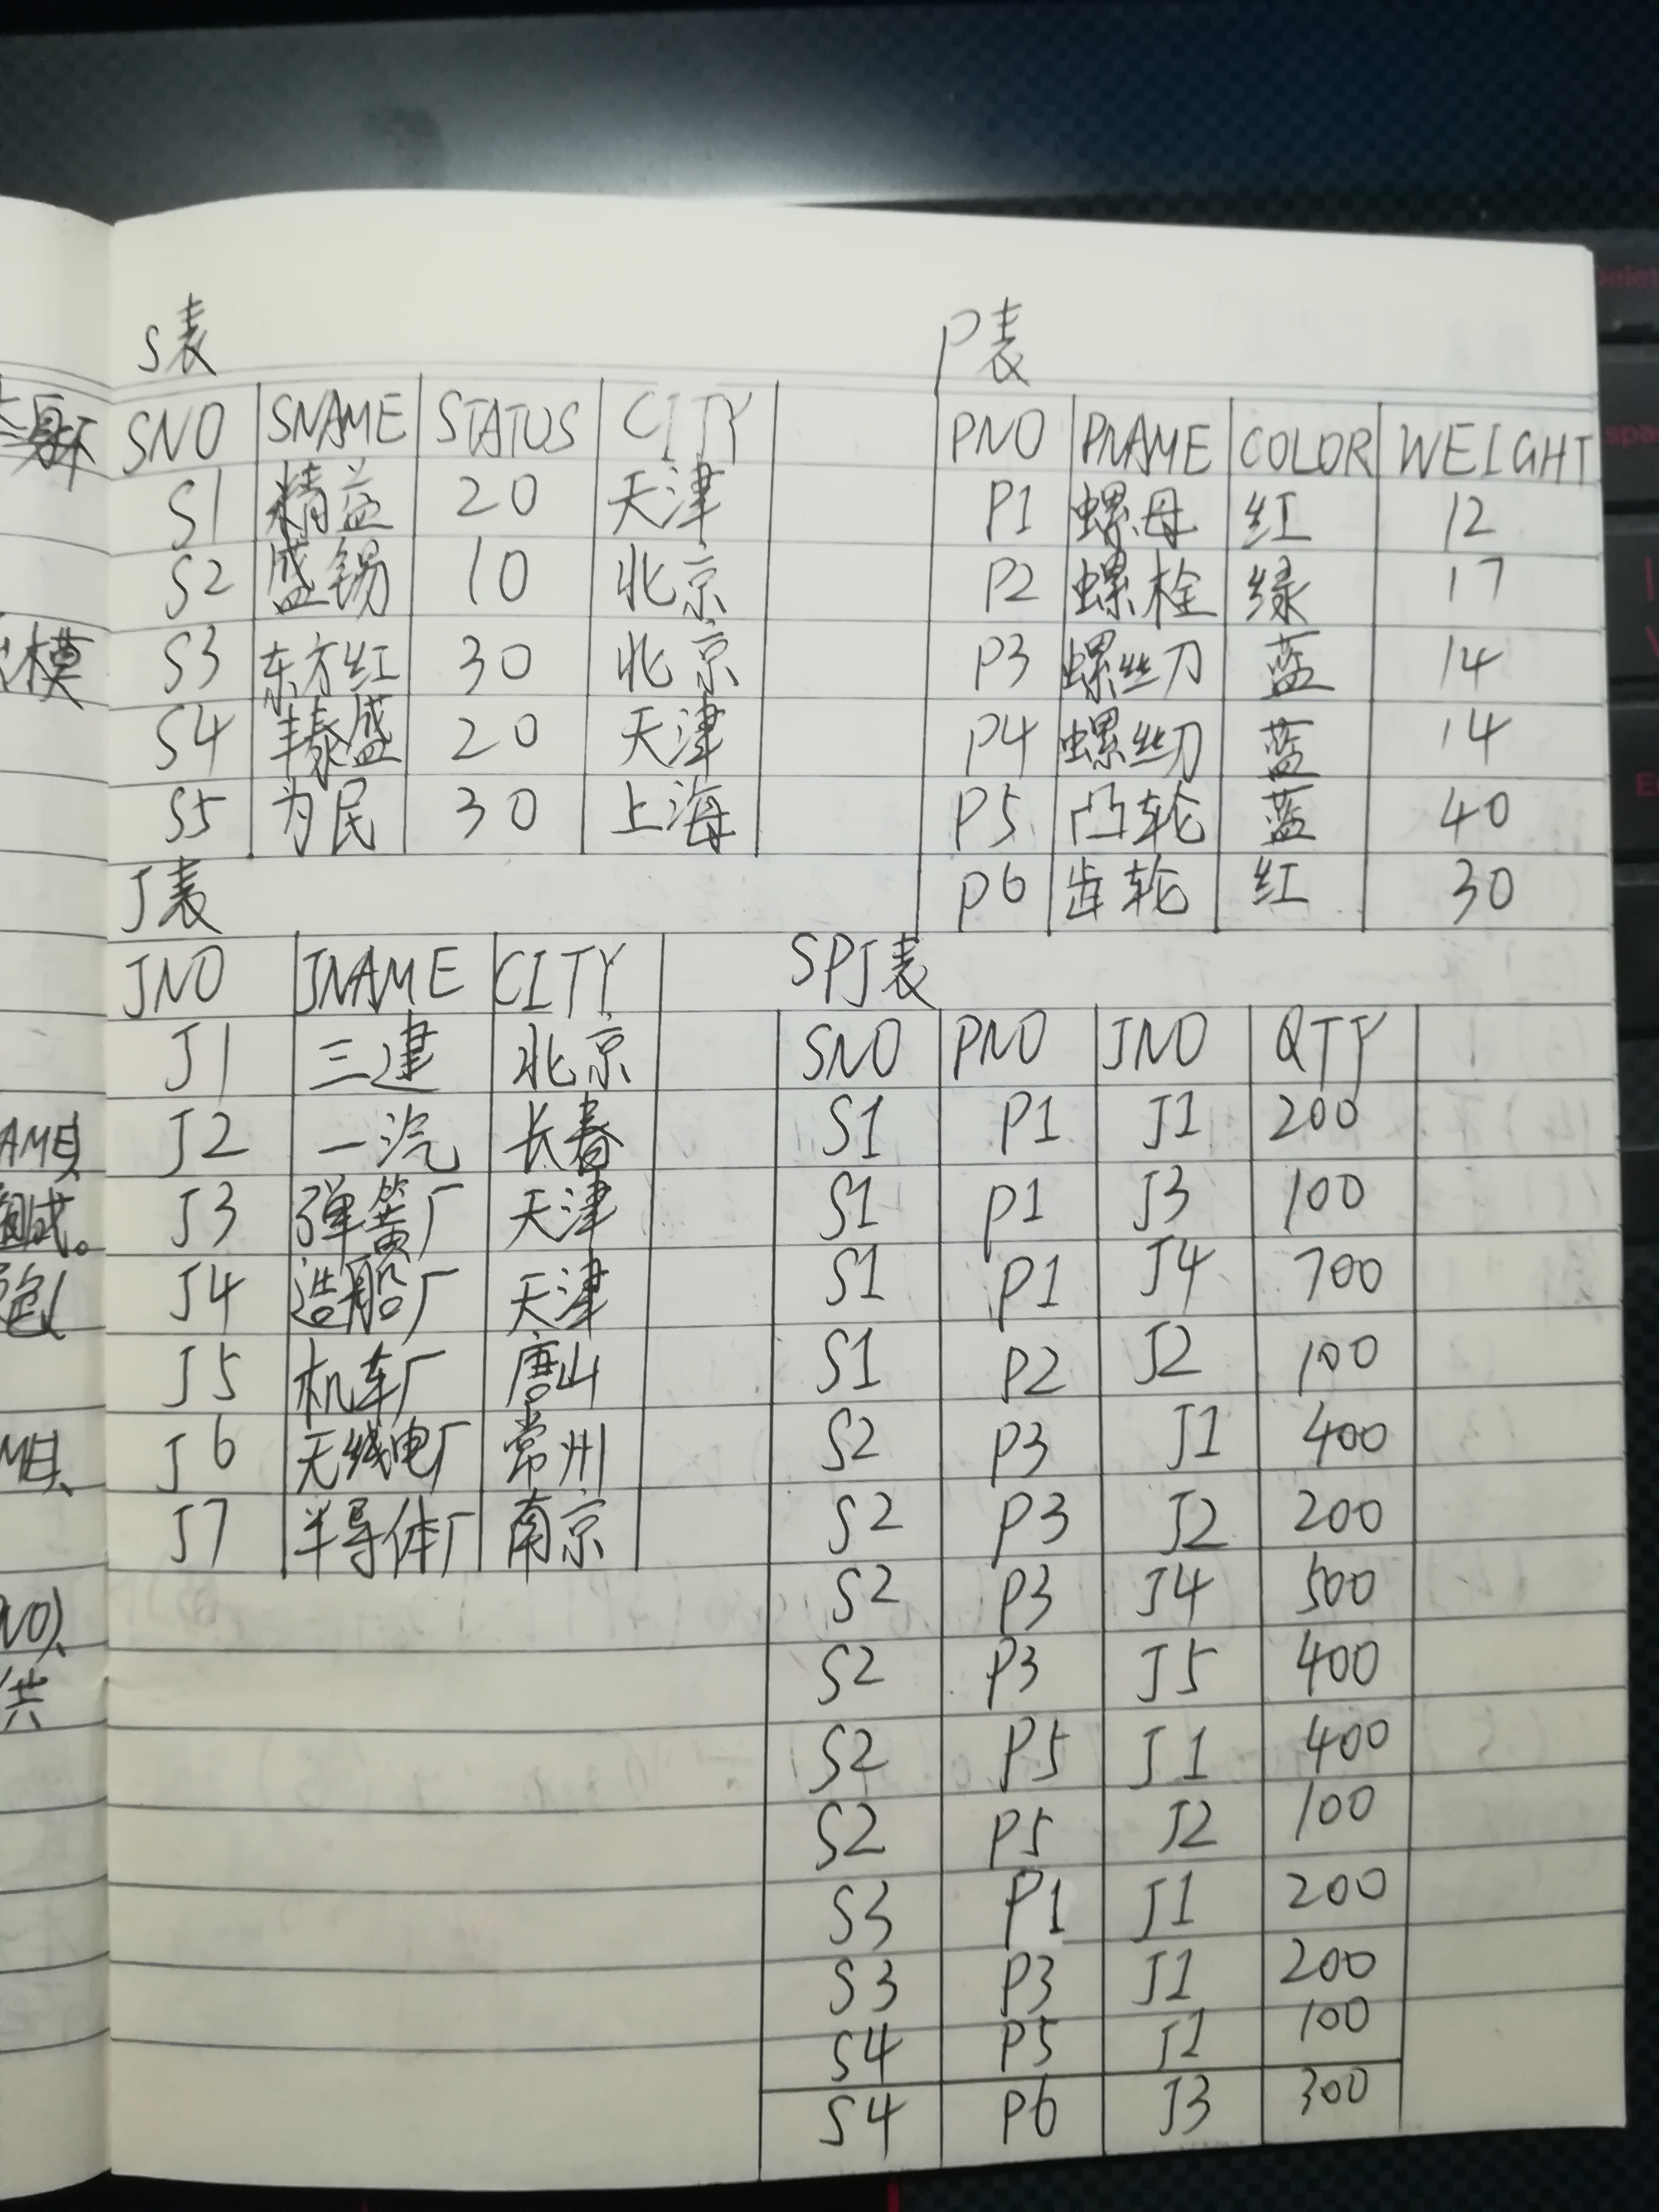 S表
SNO SNAME STATUS CITY
S1 精益 20 天津
S2 盛锡 10 北京
S3 东方红 30 北京
S4 丰泰盛 20 天津
S5 为民 30 上海
P表
PNO PNAME COLOR WEIGHT
P1 螺母 红 12
P2 螺栓 绿 17
P3 螺丝刀 蓝 14
P4 螺丝刀 蓝 14
P5 凸轮 蓝 40
P6 齿轮 红 30
J表
JNO JNAME CITY
J1 三建 北京
J2 一汽 长春
J3 弹簧厂 天津
J4 造船厂 天津
J5 机车厂 唐山
J6 无线电厂 常州
J7 半导体厂 南京
SPJ表
SNO PNO JNO QTY
S1 P1 J1 200
S1 P1 J3 100
S1 P1 J4 700
S1 P2 J2 100
S2 P3 J1 400
S2 P3 J2 200
S2 P3 J4 500
S2 P3 J5 400
S2 P5 J1 400
S2 P5 J2 100
S3 P1 J1 200
S3 P3 J1 200
S4 P5 J1 100
S4 P6 J3 300
模
NO)、
供